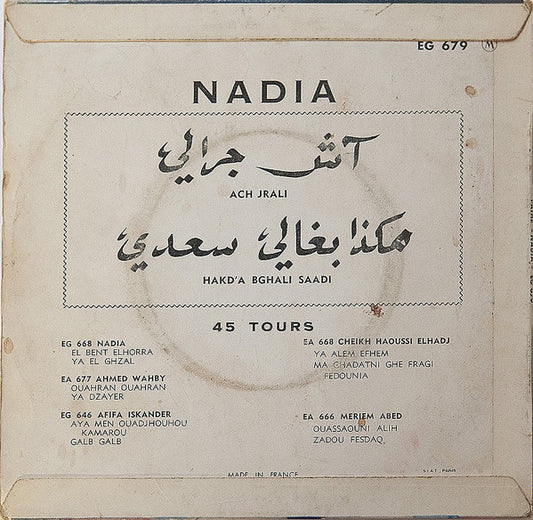 EG 679 Ⓜ
NADIA
آش جرالي
ACH JRALI
هكذا بغالي سعدي
HAKD'A BGHALI SAADI
45 TOURS
EG 668 NADIA
EL BENT ELHORRA
YA EL GHZAL
EA 677 AHMED WAHBY
OUAHRAN OUAHRAN
YA DZAYER
EG 646 AFIFA ISKANDER
AYA MEN OUADJHOUHOU
KAMAROU
GALB GALB
EA 668 CHEIKH HAOUSSI ELHADJ
YA ALEM EFHEM
MA CHADATNI GHE FRAGI
FEDOUNIA
EA 666 MERIEM ABED
OUASSAOUNI ALIH
ZADOU FESDAQ
MADE IN FRANCE